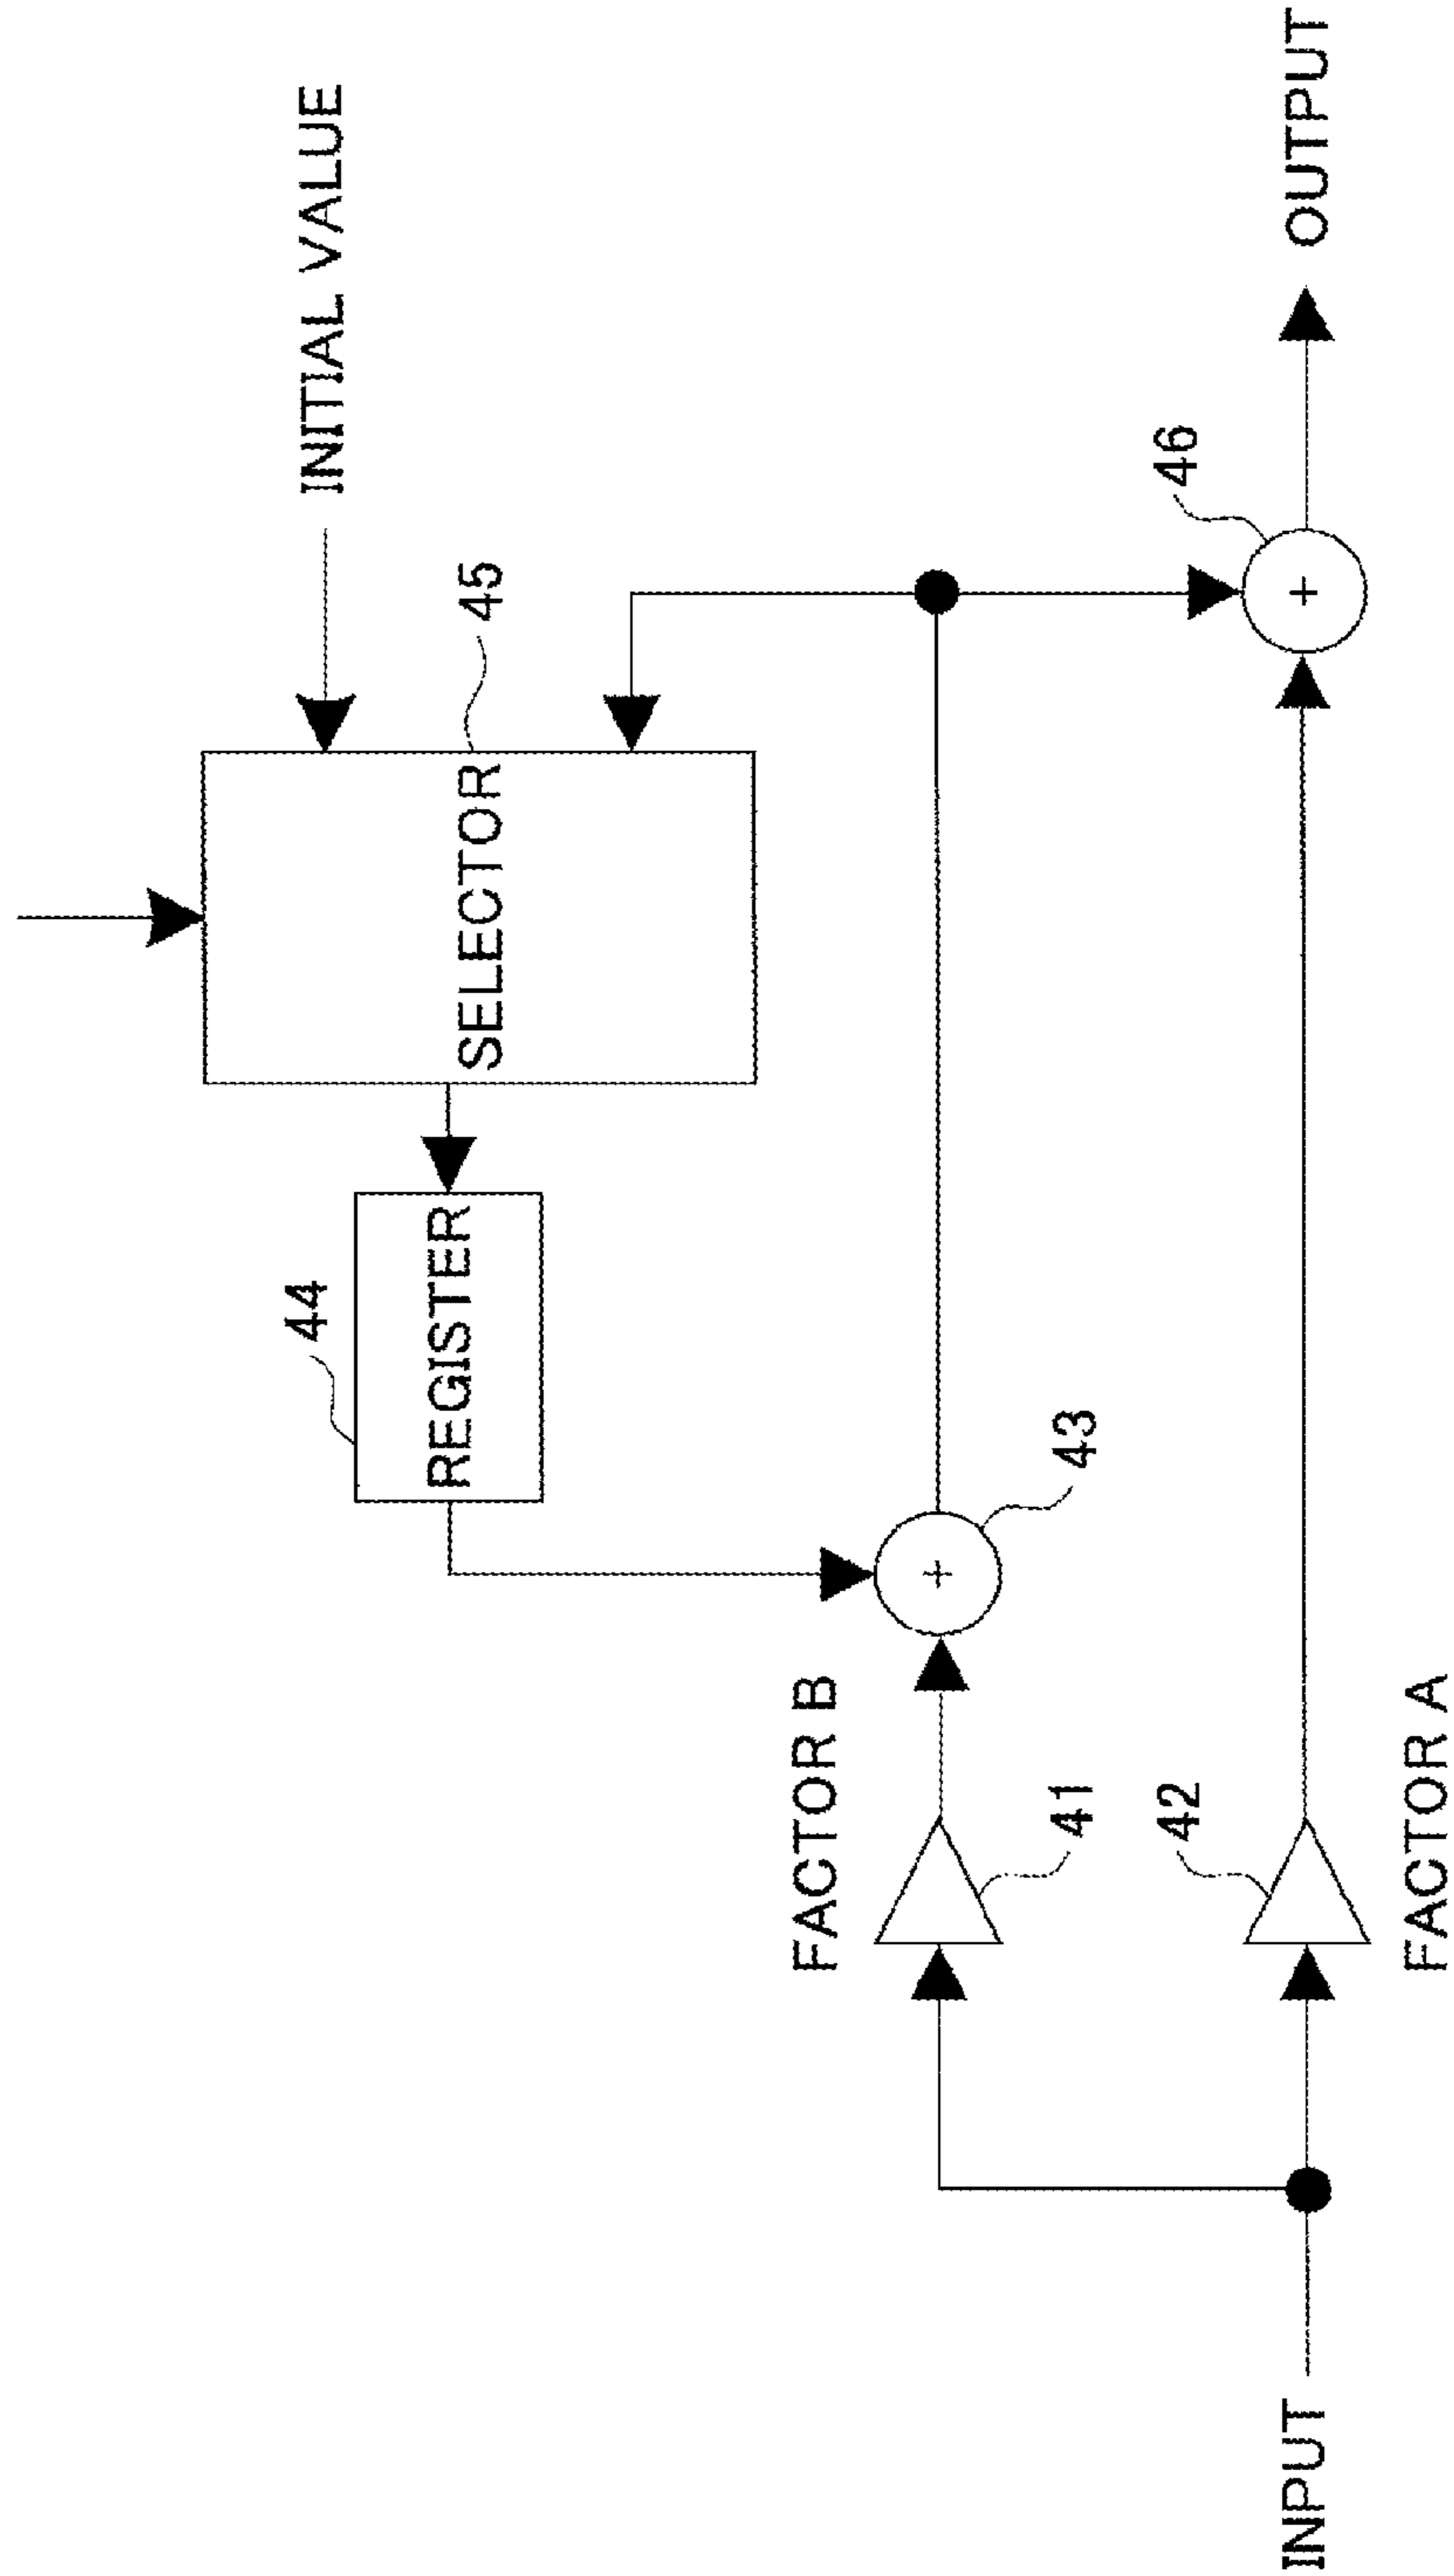 INITIAL VALUE
45
SELECTOR
44
REGISTER
FACTOR B
43
41
46
42
INPUT
OUTPUT
FACTOR A
+
+